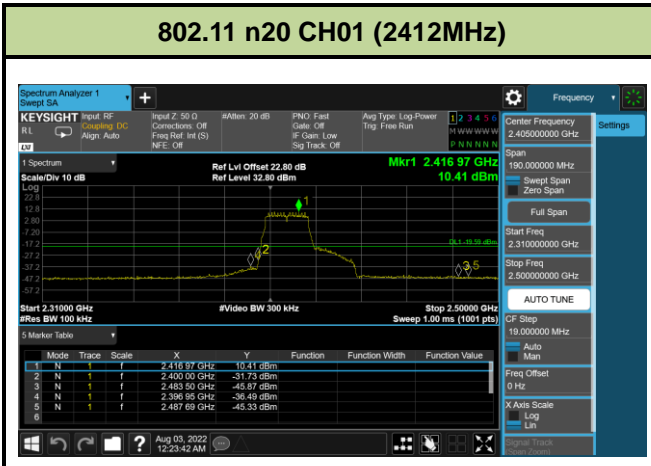 802.11 n20 CH01 (2412MHz)
Spectrum Analyzer 1
Swept SA
+
Frequency
KEYSIGHT
RL
LXI
Input: RF
Coupling: DC
Align: Auto
Input Z: 50 Ω
Corrections: Off
Freq Ref: Int (S)
NFE: Off
#Atten: 20 dB
PNO: Fast
Gate: Off
IF Gain: Low
Sig Track: Off
Avg Type: Log-Power
Trig: Free Run
1 2 3 4 5 6
M W W W W W
P N N N N N
1 Spectrum
Scale/Div 10 dB
Log
Ref Lvl Offset 22.80 dB
Ref Level 32.80 dBm
Mkr1 2.416 97 GHz
10.41 dBm
22.8
12.8
2.80
-7.20
-17.2
-27.2
-37.2
-47.2
-57.2
1
DL1 -19.59 dBm
2
3
5
Start 2.31000 GHz
#Res BW 100 kHz
#Video BW 300 kHz
Stop 2.50000 GHz
Sweep 1.00 ms (1001 pts)
5 Marker Table
Mode Trace Scale X Y Function Function Width Function Value
1 N 1 f 2.416 97 GHz 10.41 dBm
2 N 1 f 2.400 00 GHz -31.73 dBm
3 N 1 f 2.483 50 GHz -45.87 dBm
4 N 1 f 2.396 95 GHz -36.49 dBm
5 N 1 f 2.487 69 GHz -45.33 dBm
6
Aug 03, 2022
12:23:42 AM
?
Center Frequency
2.405000000 GHz
Settings
Span
190.000000 MHz
Swept Span
Zero Span
Full Span
Start Freq
2.310000000 GHz
Stop Freq
2.500000000 GHz
AUTO TUNE
CF Step
19.000000 MHz
Auto
Man
Freq Offset
0 Hz
X Axis Scale
Log
Lin
Signal Track
(Span Zoom)